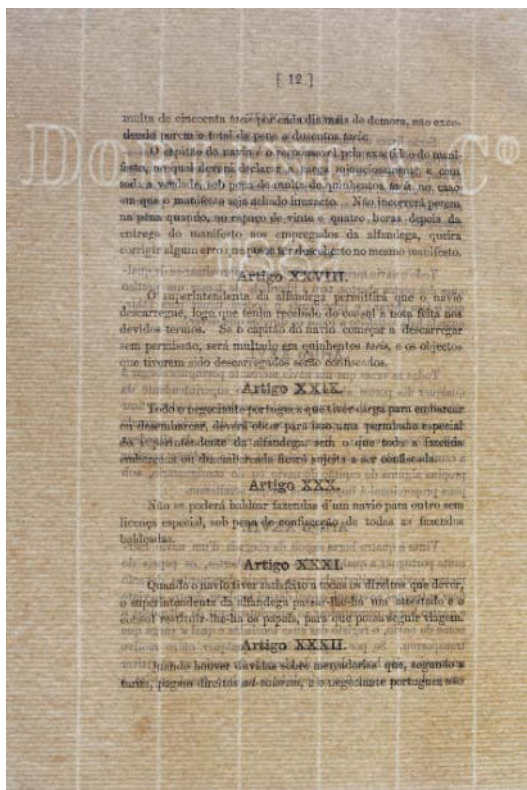 [ 12 ]
multa de cincoenta taeis por cada dia mais de demora, não exce-
dendo porem o total da pena a duzentos taeis.
O capitão do navio é o responsavel pela exactidão do mani-
festo, no qual deverá declarar a carga minuciosamente e com
toda a verdade, sob pena de multa de quinhentos taeis, no caso
em que o manifesto seja achado inexacto. Não incorrerá porem
na pena quando, no espaço de vinte e quatro horas depois da
entrega do manifesto aos empregados da alfandega, queira
corrigir algum erro, descoberto no mesmo manifesto.
Artigo XXVIII.
O superintendente da alfandega permittirá que o navio
descarregue, logo que tenha recebido do consul a nota feita nos
devidos termos. Se o capitão do navio começar a descarregar
sem permissão, será multado em quinhentos taeis, e os objectos
que tiverem sido descarregados serão confiscados.
Artigo XXIX.
Todo o negociante portuguez que tiver carga para embarcar
ou desembarcar, deverá obter para isso uma permissão especial
do superintendente da alfandega, sem o que toda a fazenda
embarcada ou desembarcada ficará sujeita a ser confiscada.
Artigo XXX.
Não se poderá baldear fazendas d'um navio para outro sem
licença especial, sob pena de confiscação de todas as fazendas
baldeadas.
Artigo XXXI.
Quando o navio tiver satisfeito a todos os direitos que dever,
o superintendente da alfandega passar-lhe-há um attestado e o
consul restituir-lhe-ha os papeis, para que possa seguir viagem.
Artigo XXXII.
Quando houver duvidas sobre mercadorias que, segundo a
tarifa, pagam direitos ad-valorem, e o negociante portuguez não